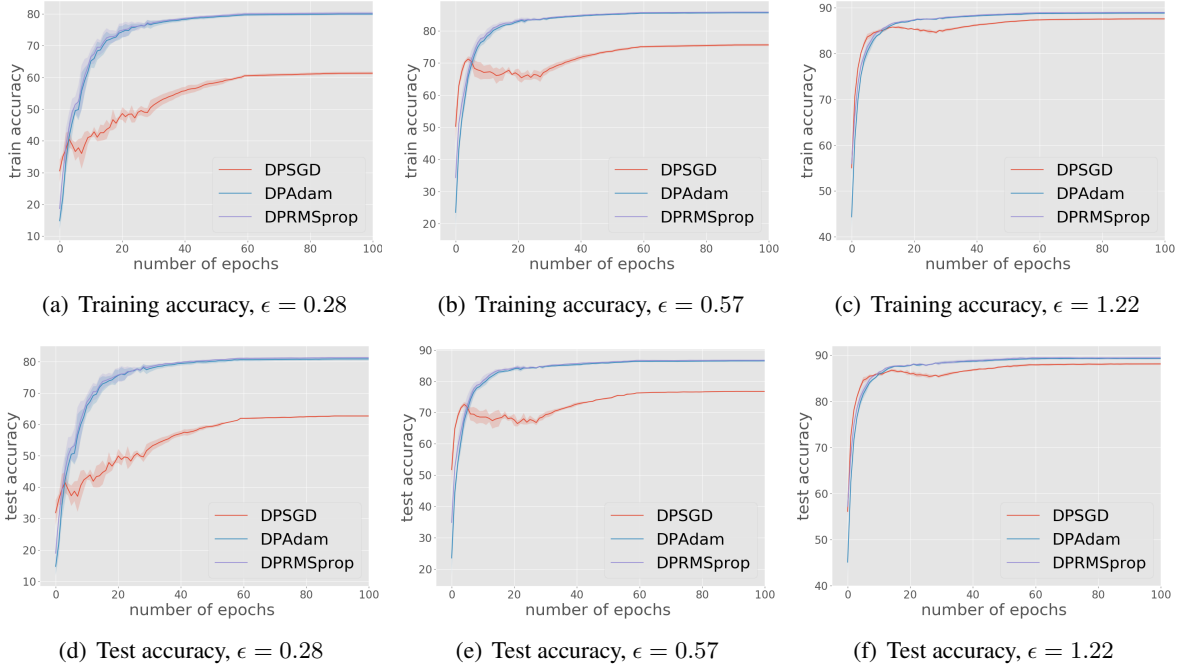 80
70
60
50
40
30
20
10
train accuracy
0 20 40 60 80 100
number of epochs
DPSGD
DPAdam
DPRMSprop
(a) Training accuracy, ϵ = 0.28
80
70
60
50
40
30
20
train accuracy
0 20 40 60 80 100
number of epochs
DPSGD
DPAdam
DPRMSprop
(b) Training accuracy, ϵ = 0.57
90
80
70
60
50
40
train accuracy
0 20 40 60 80 100
number of epochs
DPSGD
DPAdam
DPRMSprop
(c) Training accuracy, ϵ = 1.22
80
70
60
50
40
30
20
10
test accuracy
0 20 40 60 80 100
number of epochs
DPSGD
DPAdam
DPRMSprop
(d) Test accuracy, ϵ = 0.28
90
80
70
60
50
40
30
20
test accuracy
0 20 40 60 80 100
number of epochs
DPSGD
DPAdam
DPRMSprop
(e) Test accuracy, ϵ = 0.57
90
80
70
60
50
40
test accuracy
0 20 40 60 80 100
number of epochs
DPSGD
DPAdam
DPRMSprop
(f) Test accuracy, ϵ = 1.22